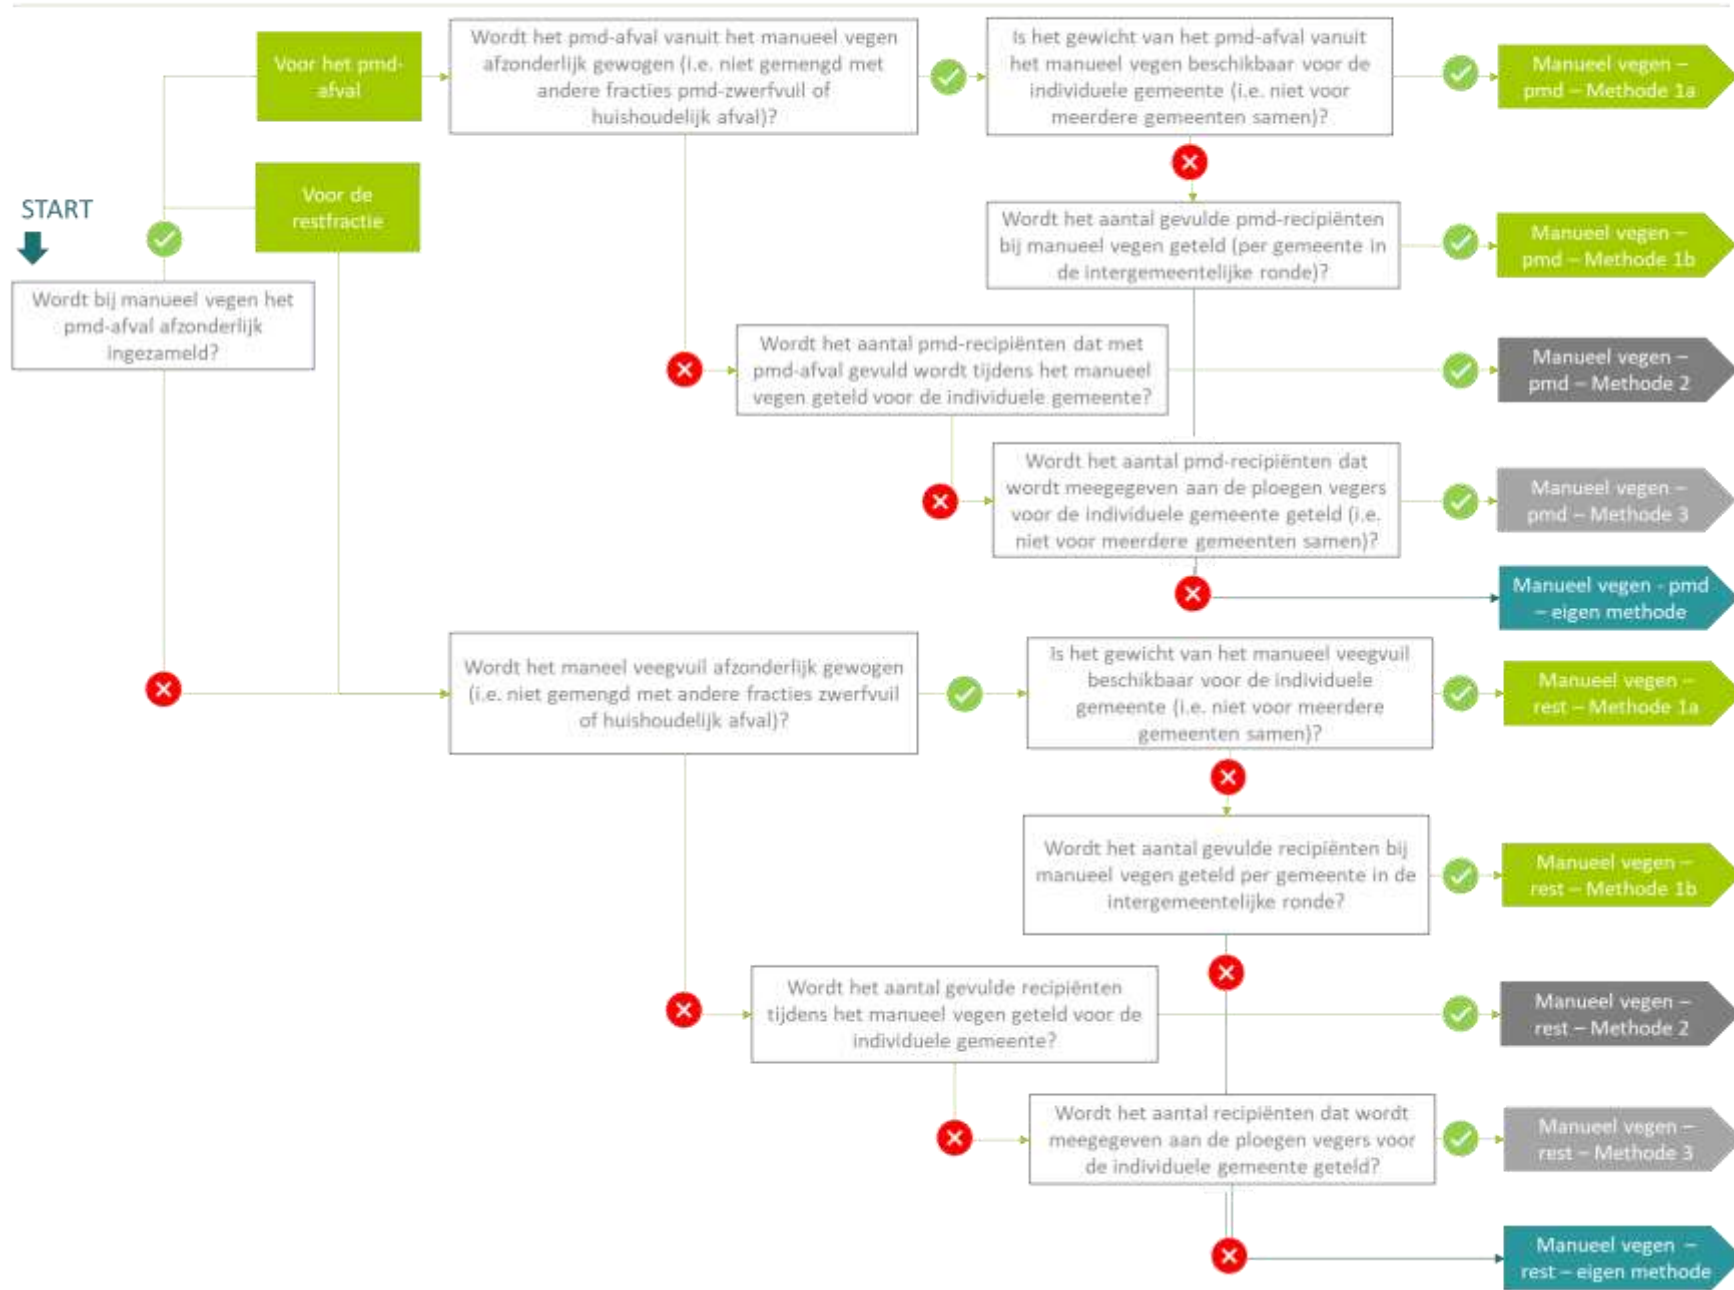 START
Wordt bij manueel vegen het
pmd-afval afzonderlijk
ingezameld?
Voor het pmd-
afval
Voor de
restfractie
Wordt het pmd-afval vanuit het manueel vegen
afzonderlijk gewogen (i.e. niet gemengd met
andere fracties pmd-zwerfvuil of
huishoudelijk afval)?
Is het gewicht van het pmd-afval vanuit
het manueel vegen beschikbaar voor de
individuele gemeente (i.e. niet voor
meerdere gemeenten samen)?
Manueel vegen –
pmd – Methode 1a
Wordt het aantal gevulde pmd-recipiënten
bij manueel vegen geteld (per gemeente in
de intergemeentelijke ronde)?
Manueel vegen –
pmd – Methode 1b
Wordt het aantal pmd-recipiënten dat met
pmd-afval gevuld wordt tijdens het manueel
vegen geteld voor de individuele gemeente?
Manueel vegen –
pmd – Methode 2
Wordt het aantal pmd-recipiënten dat
wordt meegegeven aan de ploegen vegers
voor de individuele gemeente geteld (i.e.
niet voor meerdere gemeenten samen)?
Manueel vegen –
pmd – Methode 3
Manueel vegen - pmd
– eigen methode
Wordt het maneel veegvuil afzonderlijk gewogen
(i.e. niet gemengd met andere fracties zwerfvuil
of huishoudelijk afval)?
Is het gewicht van het manueel veegvuil
beschikbaar voor de individuele
gemeente (i.e. niet voor meerdere
gemeenten samen)?
Manueel vegen –
rest – Methode 1a
Wordt het aantal gevulde recipiënten bij
manueel vegen geteld per gemeente in de
intergemeentelijke ronde?
Manueel vegen –
rest – Methode 1b
Wordt het aantal gevulde recipiënten
tijdens het manueel vegen geteld voor de
individuele gemeente?
Manueel vegen –
rest – Methode 2
Wordt het aantal recipiënten dat wordt
meegegeven aan de ploegen vegers voor
de individuele gemeente geteld?
Manueel vegen –
rest – Methode 3
Manueel vegen –
rest – eigen methode